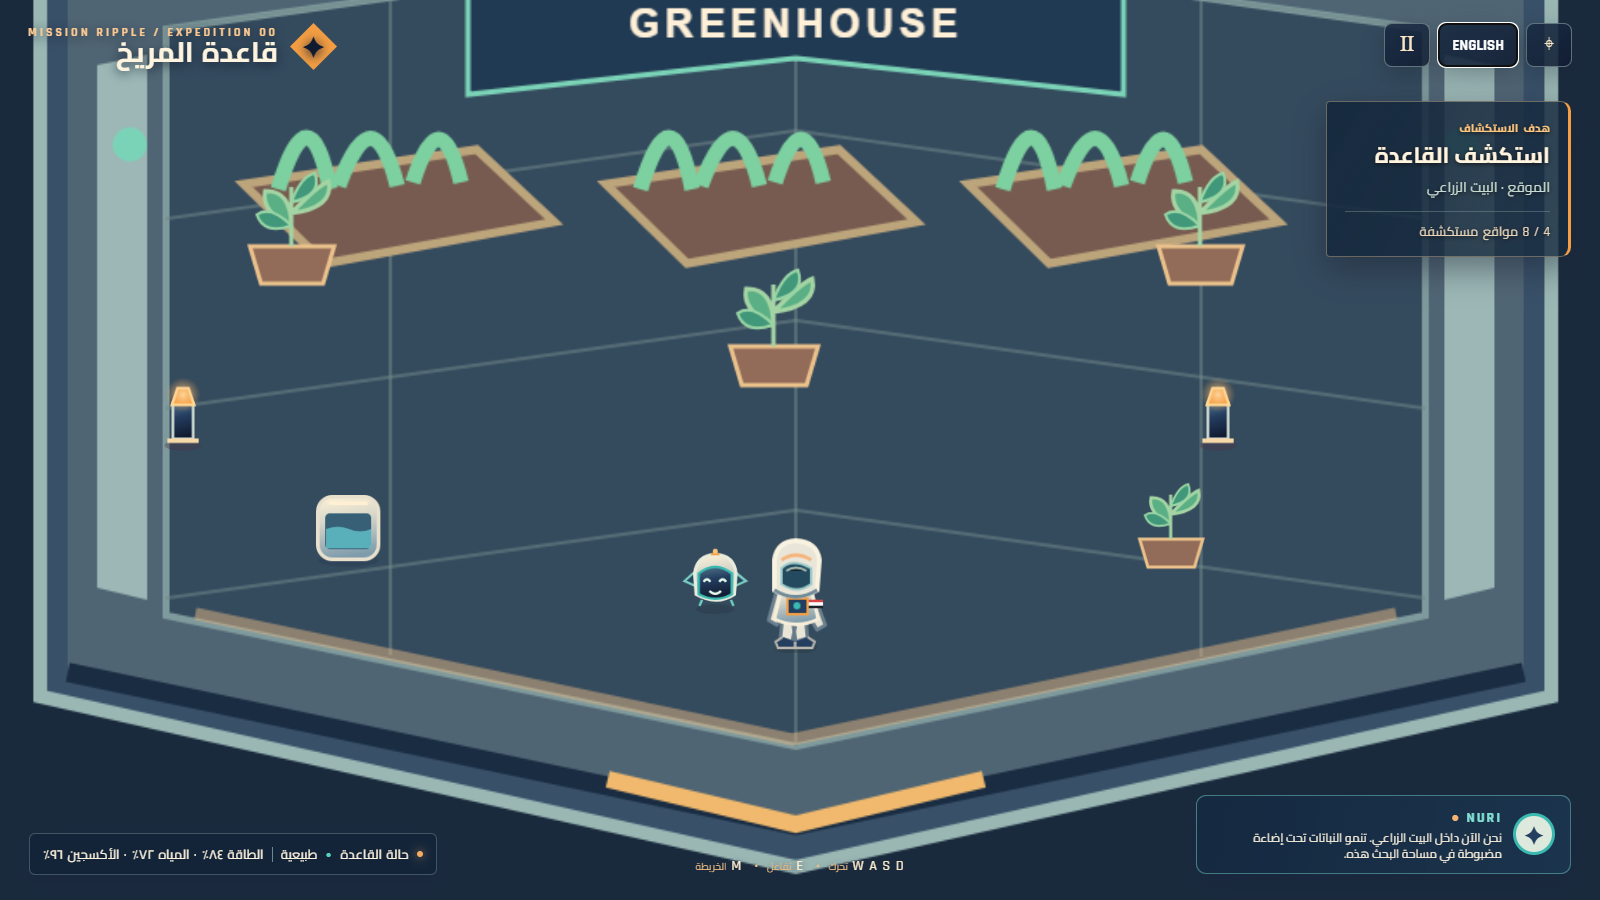 MISSION RIPPLE / EXPEDITION 00
قاعدة المريخ
GREENHOUSE
II
ENGLISH
هدف الاستكشاف
استكشف القاعدة
الموقع · البيت الزراعي
4 / 8 مواقع مستكشفة
NURI
نحن الآن داخل البيت الزراعي. تنمو النباتات تحت إضاءة
مضبوطة في مساحة البحث هذه.
حالة القاعدة • طبيعية | الطاقة ٨٤٪ · المياه ٧٢٪ · الأكسجين ٩٦٪
W A S D تحرك • E تفاعل · M الخريطة